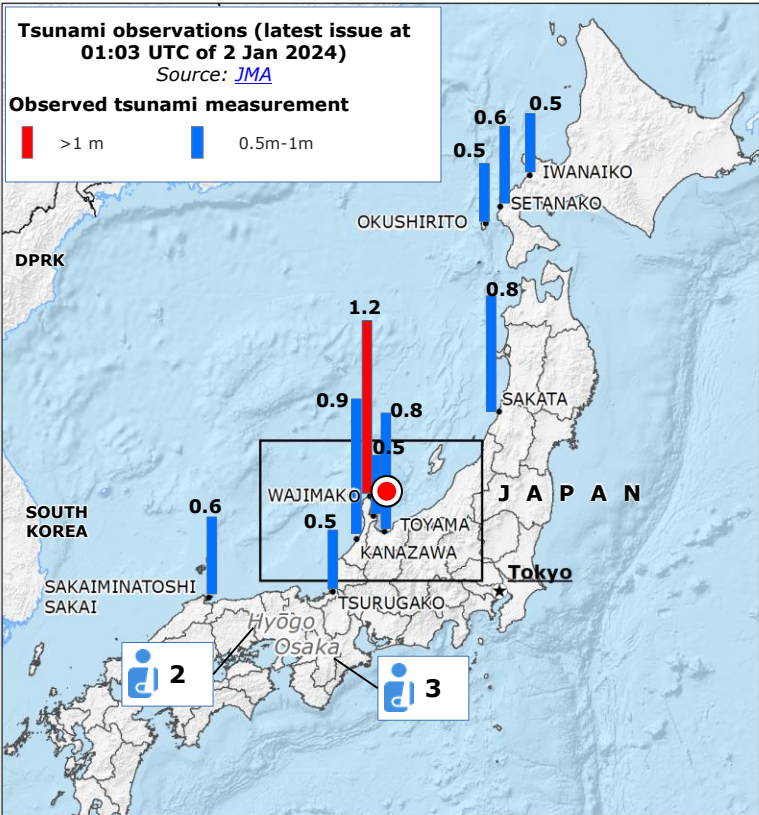 Tsunami observations (latest issue at
01:03 UTC of 2 Jan 2024)
Source: JMA
Observed tsunami measurement
>1 m
0.5m-1m
0.5
0.6
0.5
IWANAIKO
SETANAKO
OKUSHIRITO
DPRK
0.8
1.2
SAKATA
0.9
0.8
0.5
WAJIMAKO
J A P A N
SOUTH
KOREA
0.6
0.5
TOYAMA
KANAZAWA
Tokyo
SAKAIMINATOSHI
SAKAI
TSURUGAKO
Hyōgo
Osaka
2
3